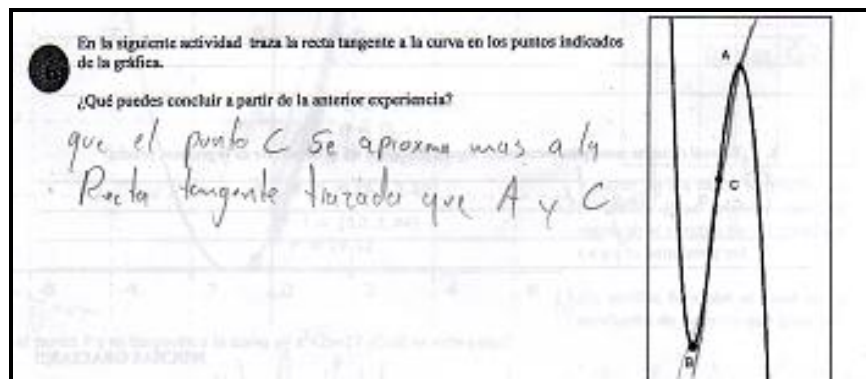 En la siguiente actividad traza la recta tangente a la curva en los puntos indicados
de la gráfica.
¿Qué puedes concluir a partir de la anterior experiencia?
que el punto C se aproxma mas a la
Recta tangente trazada que A y C
A
C
B